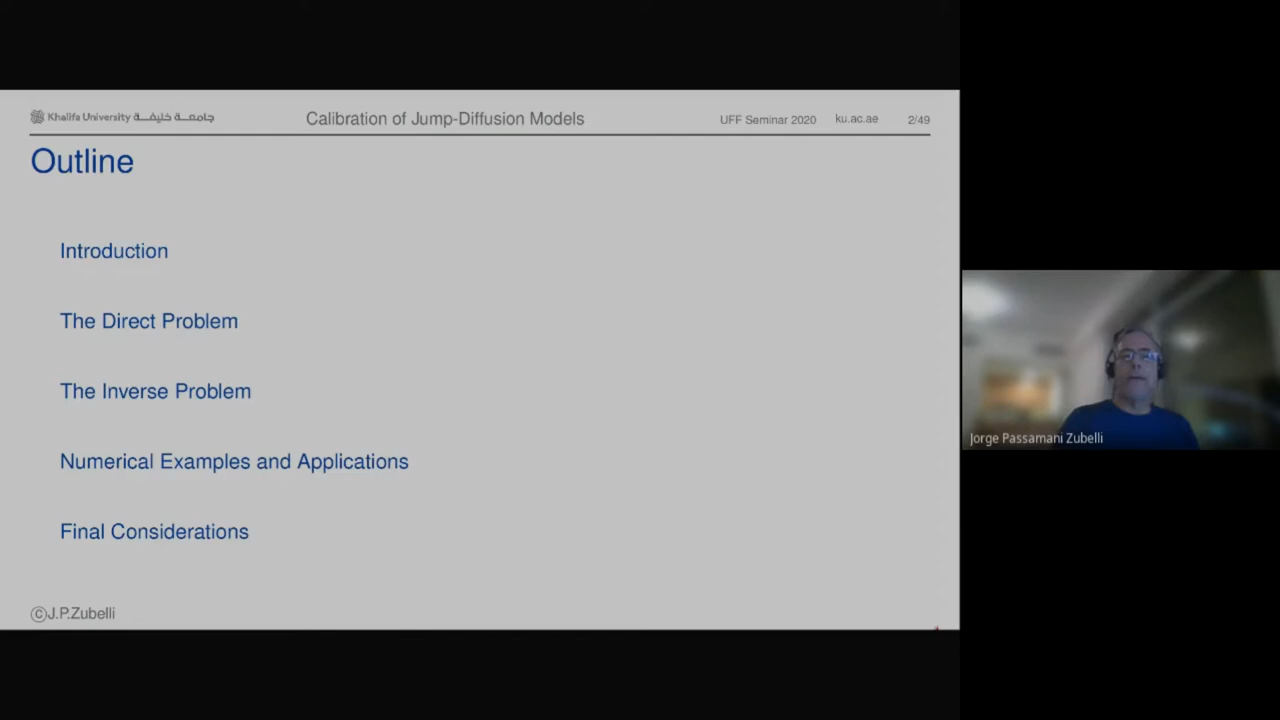 Khalifa University جامعة خليفة
Calibration of Jump-Diffusion Models
UFF Seminar 2020
ku.ac.ae
2/49
Outline
Introduction
The Direct Problem
The Inverse Problem
Numerical Examples and Applications
Final Considerations
©J.P.Zubelli
Jorge Passamani Zubelli